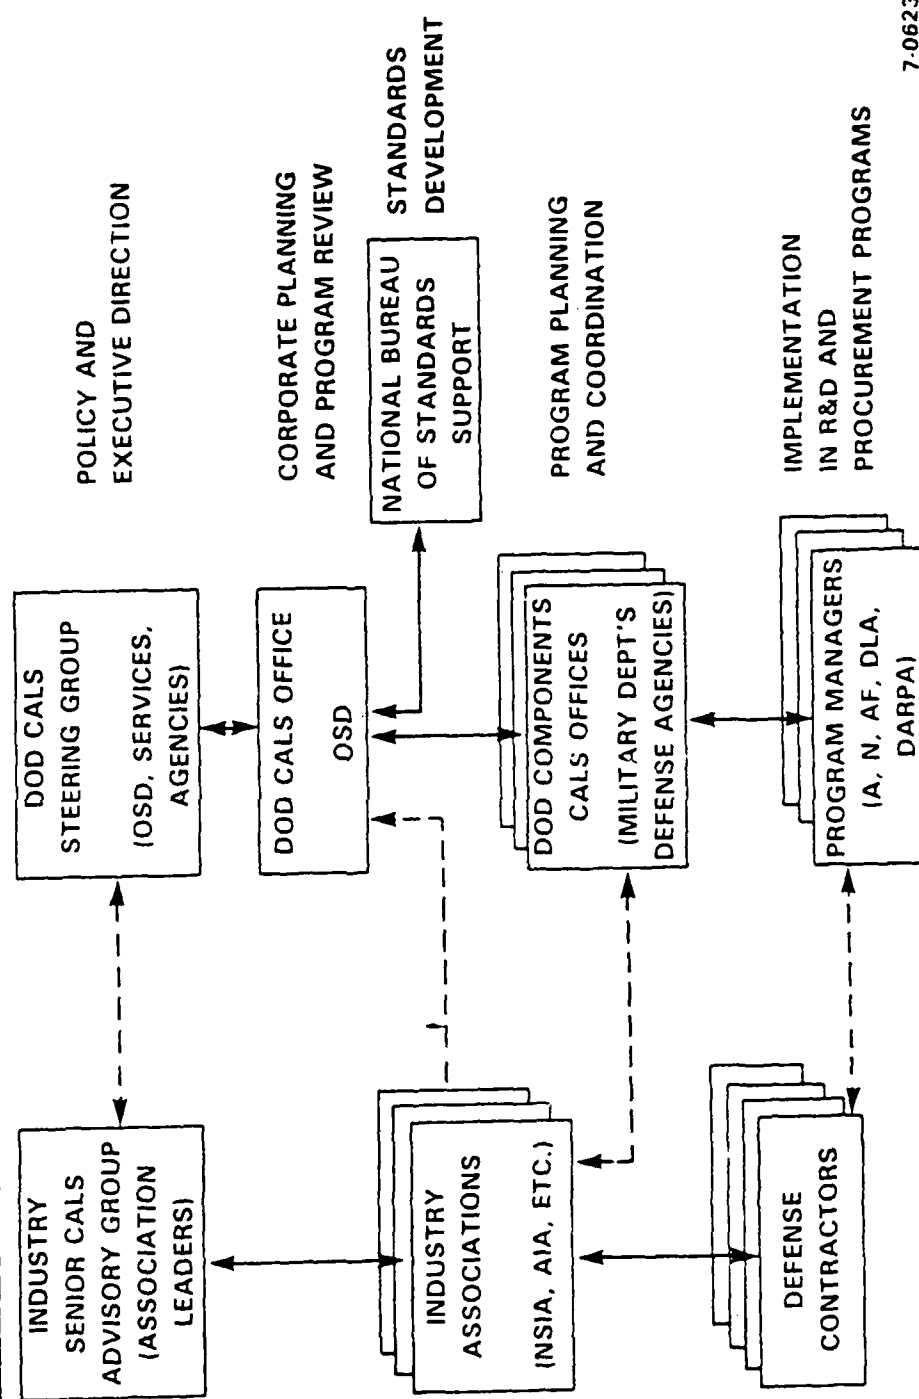 INDUSTRY
SENIOR CALS
ADVISORY GROUP
(ASSOCIATION
LEADERS)
DOD CALS
STEERING GROUP
(OSD, SERVICES,
AGENCIES)
POLICY AND
EXECUTIVE DIRECTION
DOD CALS OFFICE
OSD
CORPORATE PLANNING
AND PROGRAM REVIEW
NATIONAL BUREAU
OF STANDARDS
SUPPORT
STANDARDS
DEVELOPMENT
INDUSTRY
ASSOCIATIONS
(NSIA, AIA, ETC.)
DOD COMPONENTS
CALS OFFICES
(MILITARY DEPT'S
DEFENSE AGENCIES)
PROGRAM PLANNING
AND COORDINATION
DEFENSE
CONTRACTORS
PROGRAM MANAGERS
(A, N, AF, DLA,
DARPA)
IMPLEMENTATION
IN R&D AND
PROCUREMENT PROGRAMS